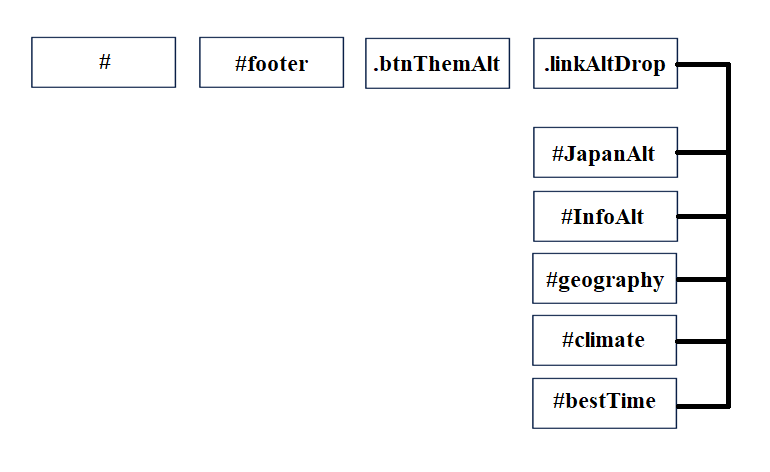 #
#footer
.btnThemAlt
.linkAltDrop
#JapanAlt
#InfoAlt
#geography
#climate
#bestTime